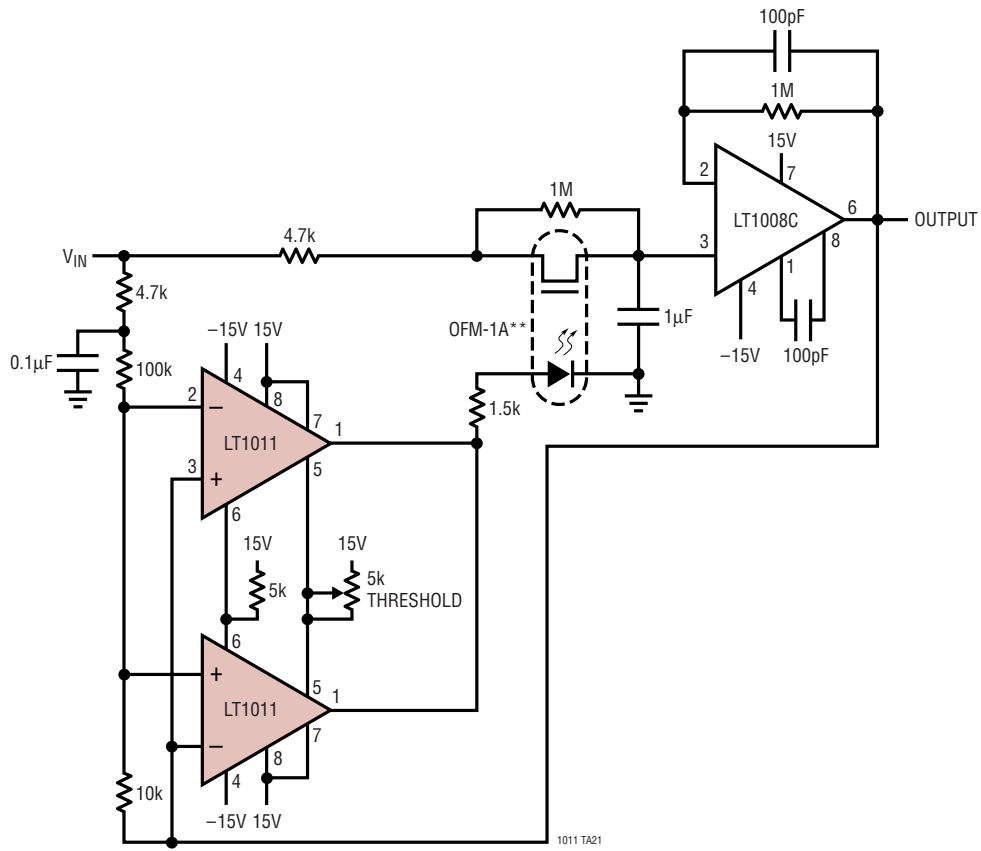 100pF
1M
15V
2
7
LT1008C
6
OUTPUT
3
8
1
4
–15V
100pF
1M
4.7k
VIN
4.7k
OFM-1A**
1µF
0.1µF
100k
–15V 15V
4
8
2
–
7
1
LT1011
3
+
5
6
1.5k
15V
5k
15V
5k
THRESHOLD
6
+
5
1
LT1011
7
–
8
4
10k
–15V 15V
1011 TA21